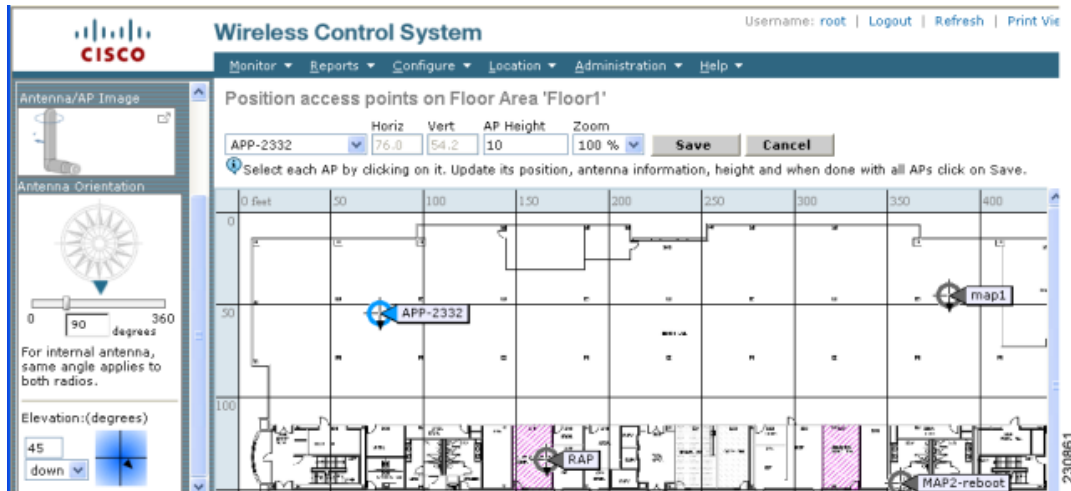 CISCO
Wireless Control System
Username: root | Logout | Refresh | Print Vie
Monitor Reports Configure Location Administration Help
Antenna/AP Image
Antenna Orientation
0 360
90 degrees
For internal antenna,
same angle applies to
both radios.
Elevation:(degrees)
45
down
Position access points on Floor Area 'Floor1'
Horiz Vert AP Height Zoom
APP-2332 76.0 54.2 10 100 % Save Cancel
Select each AP by clicking on it. Update its position, antenna information, height and when done with all APs click on Save.
0 feet 50 100 150 200 250 300 350 400
0
50
100
APP-2332
map1
RAP
MAP2-reboot
230861